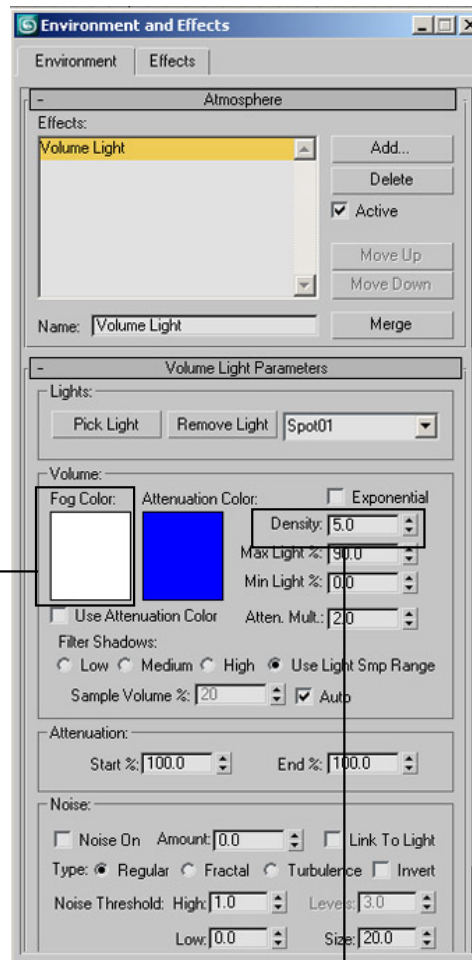 Environment and Effects
Environment Effects
- Atmosphere
Effects:
Volume Light
Add...
Delete
Active
Move Up
Move Down
Name: Volume Light Merge
- Volume Light Parameters
Lights:
Pick Light Remove Light Spot01
Volume:
Fog Color: Attenuation Color: Exponential
Density: 5.0
Max Light %: 90.0
Min Light %: 0.0
Use Attenuation Color Atten. Mult.: 2.0
Filter Shadows:
Low Medium High Use Light Smp Range
Sample Volume %: 20 Auto
Attenuation:
Start %: 100.0 End %: 100.0
Noise:
Noise On Amount: 0.0 Link To Light
Type: Regular Fractal Turbulence Invert
Noise Threshold: High: 1.0 Levels: 3.0
Low: 0.0 Size: 20.0